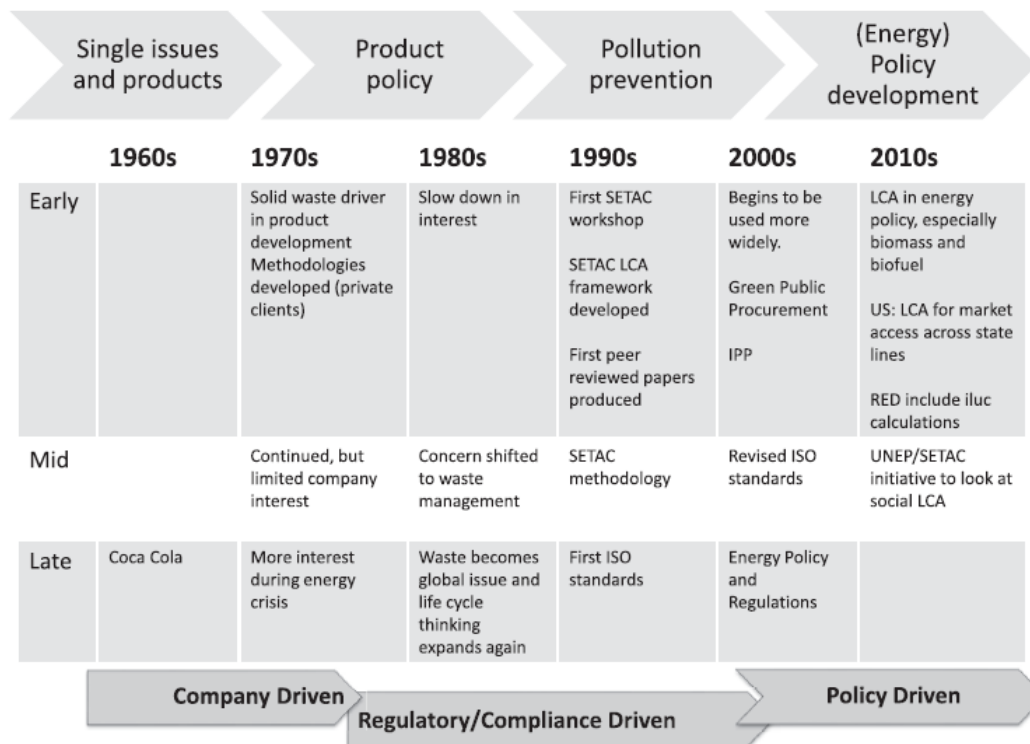 Single issues
and products
Product
policy
Pollution
prevention
(Energy)
Policy
development
1960s
1970s
1980s
1990s
2000s
2010s
Early
Solid waste driver
in product
development
Methodologies
developed (private
clients)
Slow down in
interest
First SETAC
workshop
SETAC LCA
framework
developed
First peer
reviewed papers
produced
Begins to be
used more
widely.
Green Public
Procurement
IPP
LCA in energy
policy, especially
biomass and
biofuel
US: LCA for market
access across state
lines
RED include iluc
calculations
Mid
Continued, but
limited company
interest
Concern shifted
to waste
management
SETAC
methodology
Revised ISO
standards
UNEP/SETAC
initiative to look at
social LCA
Late
Coca Cola
More interest
during energy
crisis
Waste becomes
global issue and
life cycle
thinking
expands again
First ISO
standards
Energy Policy
and
Regulations
Company Driven
Regulatory/Compliance Driven
Policy Driven